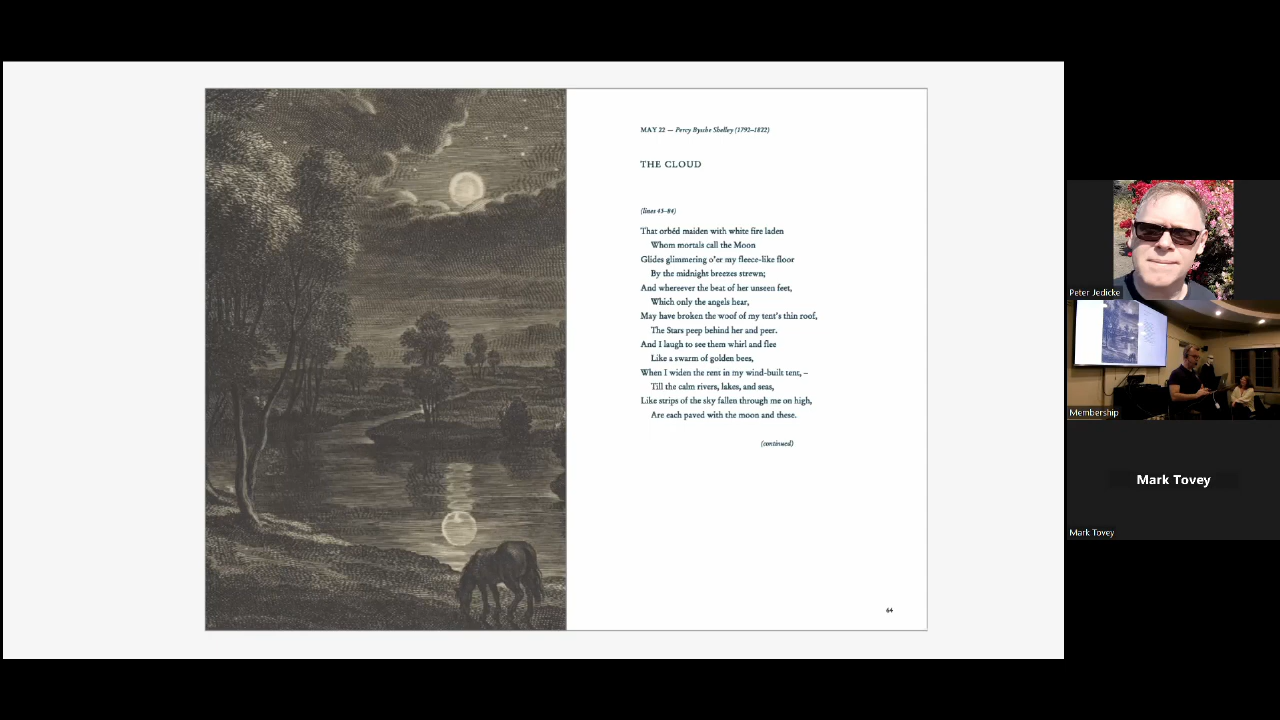 MAY 22 — Percy Bysshe Shelley (1792–1822)
THE CLOUD
(lines 45–84)
That orbéd maiden with white fire laden
Whom mortals call the Moon
Glides glimmering o'er my fleece-like floor
By the midnight breezes strewn;
And whereever the beat of her unseen feet,
Which only the angels hear,
May have broken the woof of my tent's thin roof,
The Stars peep behind her and peer.
And I laugh to see them whirl and flee
Like a swarm of golden bees,
When I widen the rent in my wind-built tent, –
Till the calm rivers, lakes, and seas,
Like strips of the sky fallen through me on high,
Are each paved with the moon and these.
(continued)
64
Peter Jedicke
Membership
Mark Tovey
Mark Tovey